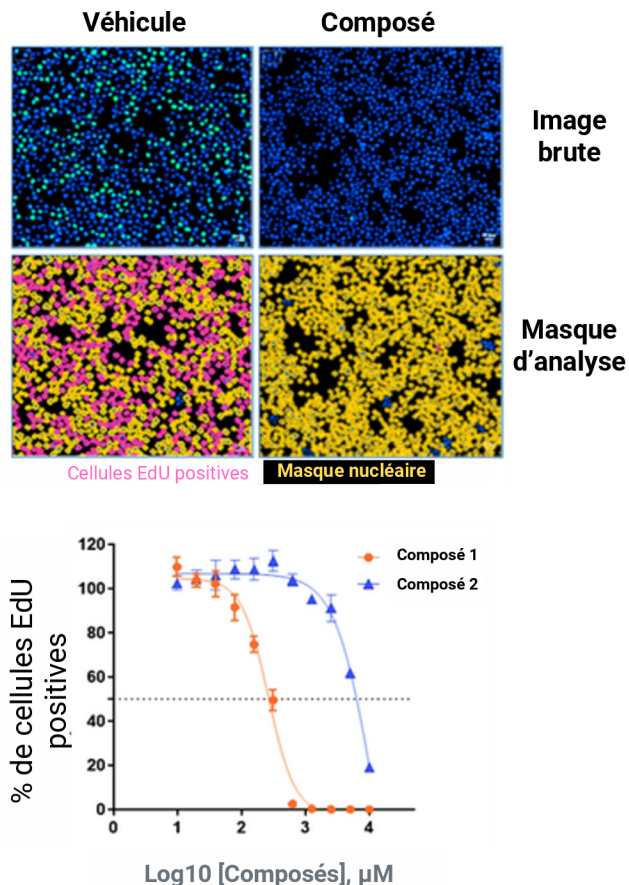 Véhicule
Composé
Image
brute
Masque
d’analyse
Cellules EdU positives
Masque nucléaire
% de cellules EdU
positives
120
100
80
60
40
20
0
0
1
2
3
4
Composé 1
Composé 2
Log10 [Composés], µM